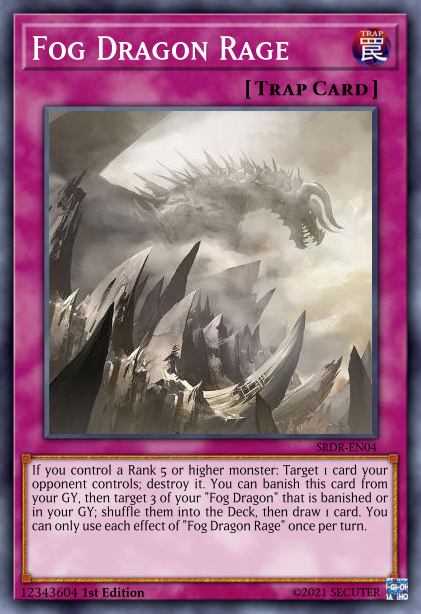 Fog Dragon Rage
TRAP
罠
[Trap Card]
SRDR-EN04
If you control a Rank 5 or higher monster: Target 1 card your
opponent controls; destroy it. You can banish this card from
your GY, then target 3 of your "Fog Dragon" that is banished or
in your GY; shuffle them into the Deck, then draw 1 card. You
can only use each effect of "Fog Dragon Rage" once per turn.
12343604 1st Edition
©2021 SECUTER